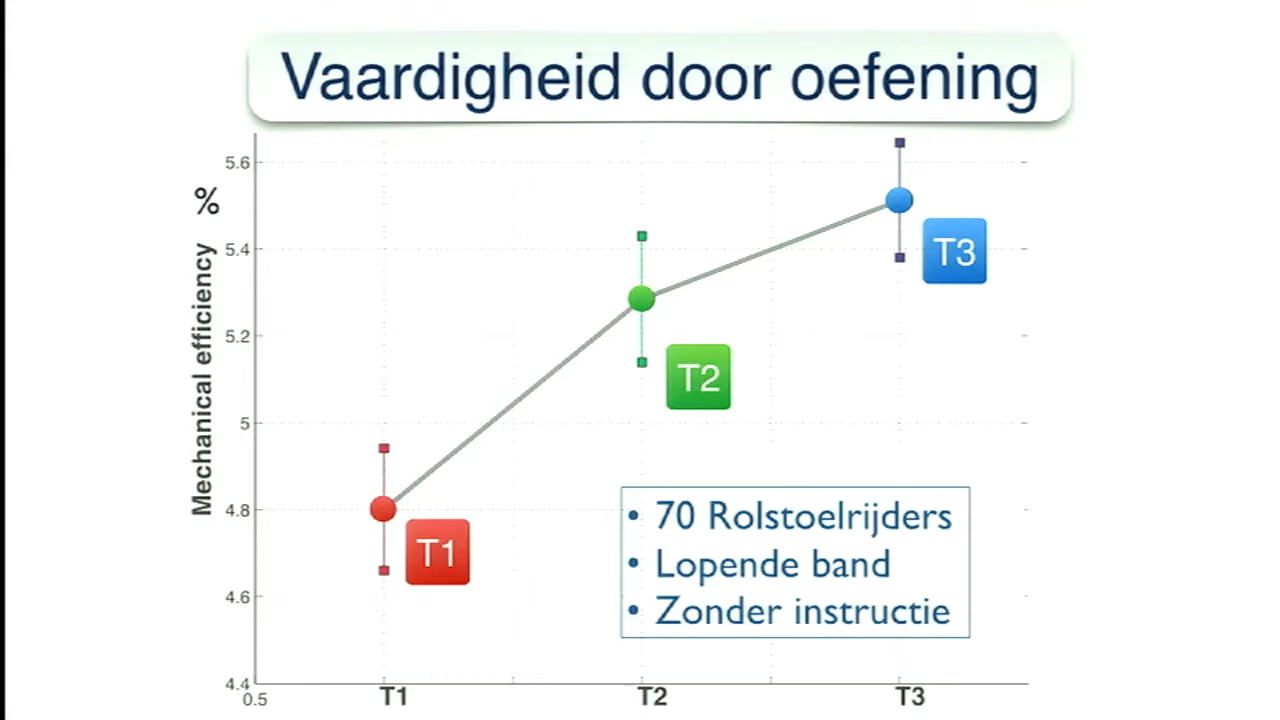 Vaardigheid door oefening
%
Mechanical efficiency
5.6
5.4
5.2
5
4.8
4.6
4.4
0.5
T1
T2
T3
T1
T2
T3
• 70 Rolstoelrijders
• Lopende band
• Zonder instructie